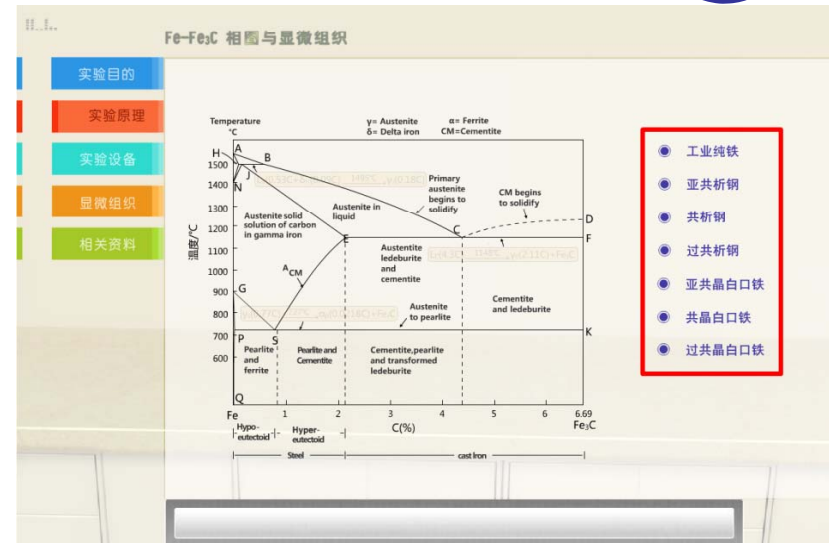 Fe-Fe₃C 相图与显微组织
实验目的
实验原理
实验设备
显微组织
相关资料
Temperature
°C
γ= Austenite
δ= Delta iron
α= Ferrite
CM=Cementite
H
A
B
J
N
1500
1400
1300
1200
1100
1000
900
800
700
600
温度/°C
Primary
austenite
begins to
solidify
CM begins
to solidify
Austenite in
liquid
Austenite solid
solution of carbon
in gamma iron
C
D
E
F
Austentite
ledeburite
and
cementite
A CM
G
Cementite
and ledeburite
Austenite
to pearlite
P
S
K
Pearlite
and
ferrite
Pearlite and
Cementite
Cementite,pearlite
and transformed
ledeburite
Q
Fe
1
2
3
4
5
6
6.69
Fe₃C
C(%)
Hypo-
eutectoid
Hyper-
eutectoid
Steel
cast iron
工业纯铁
亚共析钢
共析钢
过共析钢
亚共晶白口铁
共晶白口铁
过共晶白口铁